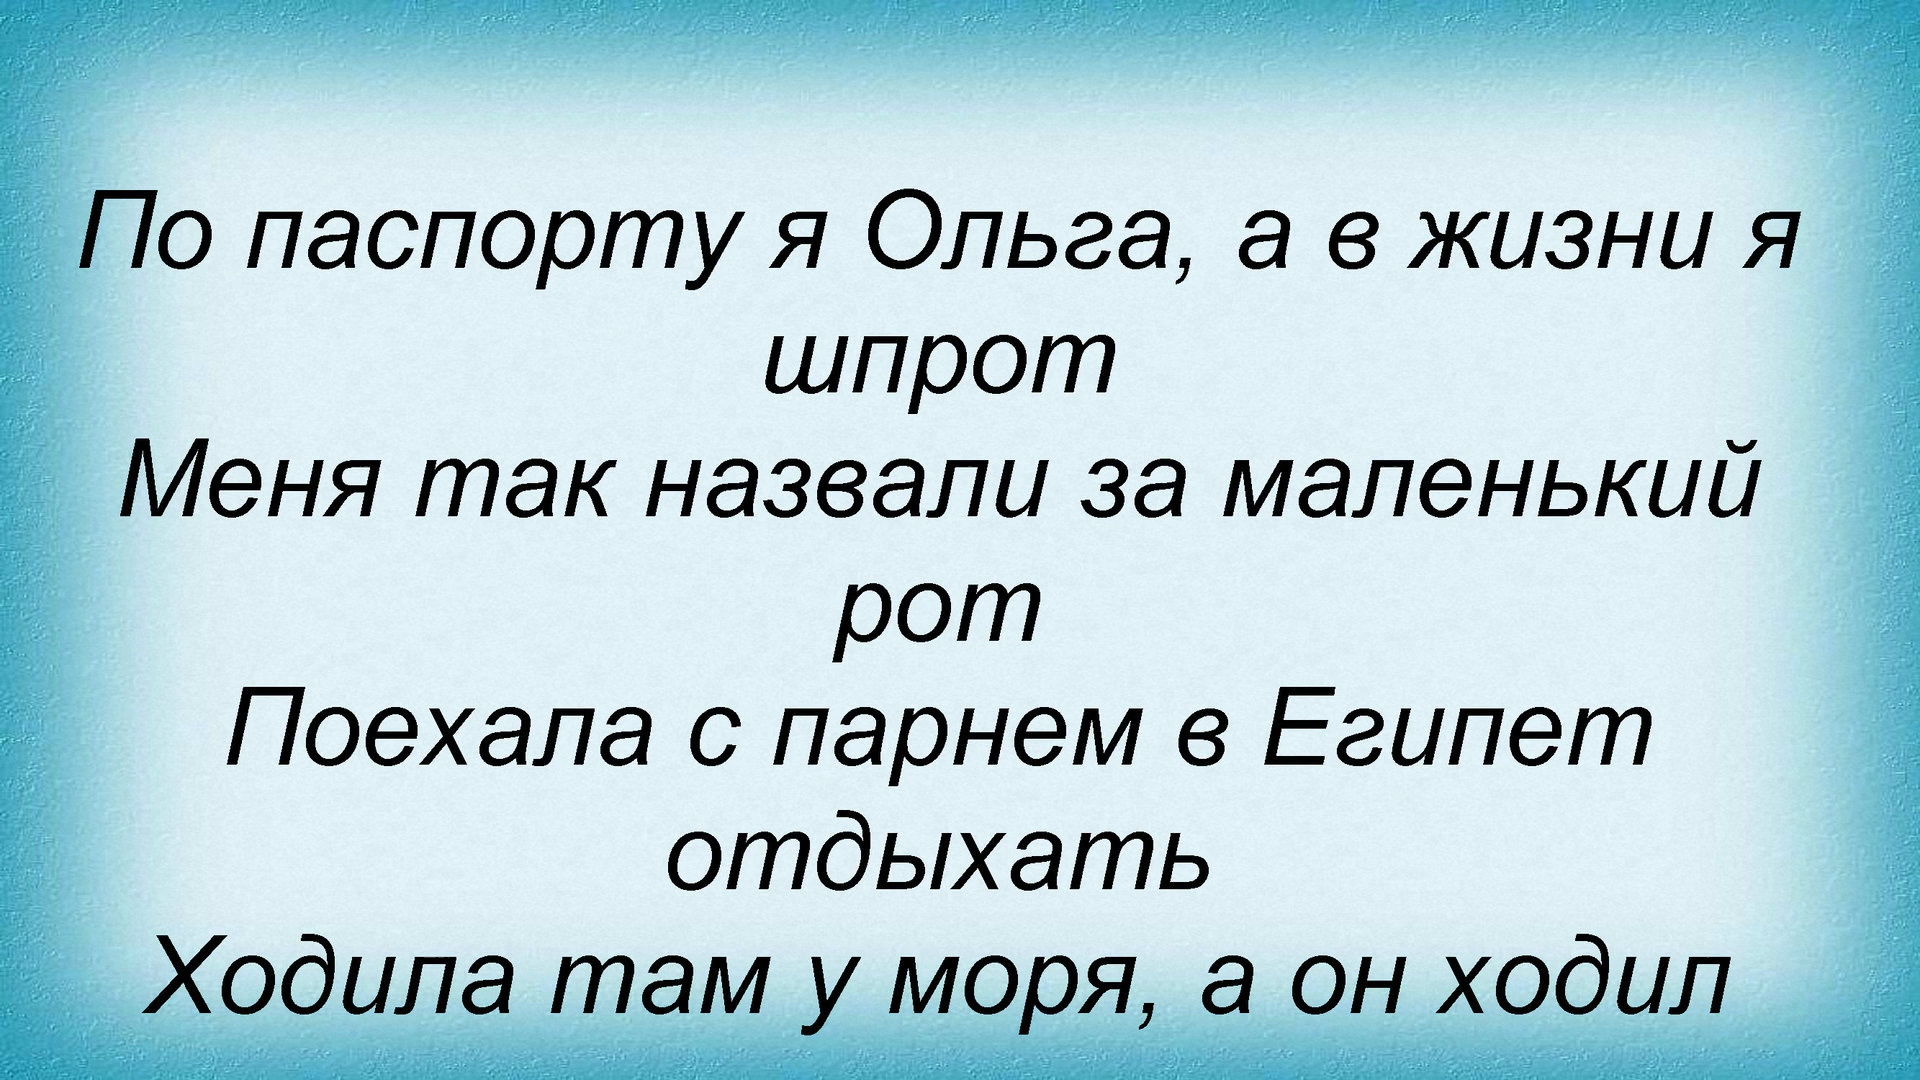 По паспорту я Ольга, а в жизни я
шпрот
Меня так назвали за маленький
рот
Поехала с парнем в Египет
отдыхать
Ходила там у моря, а он ходил